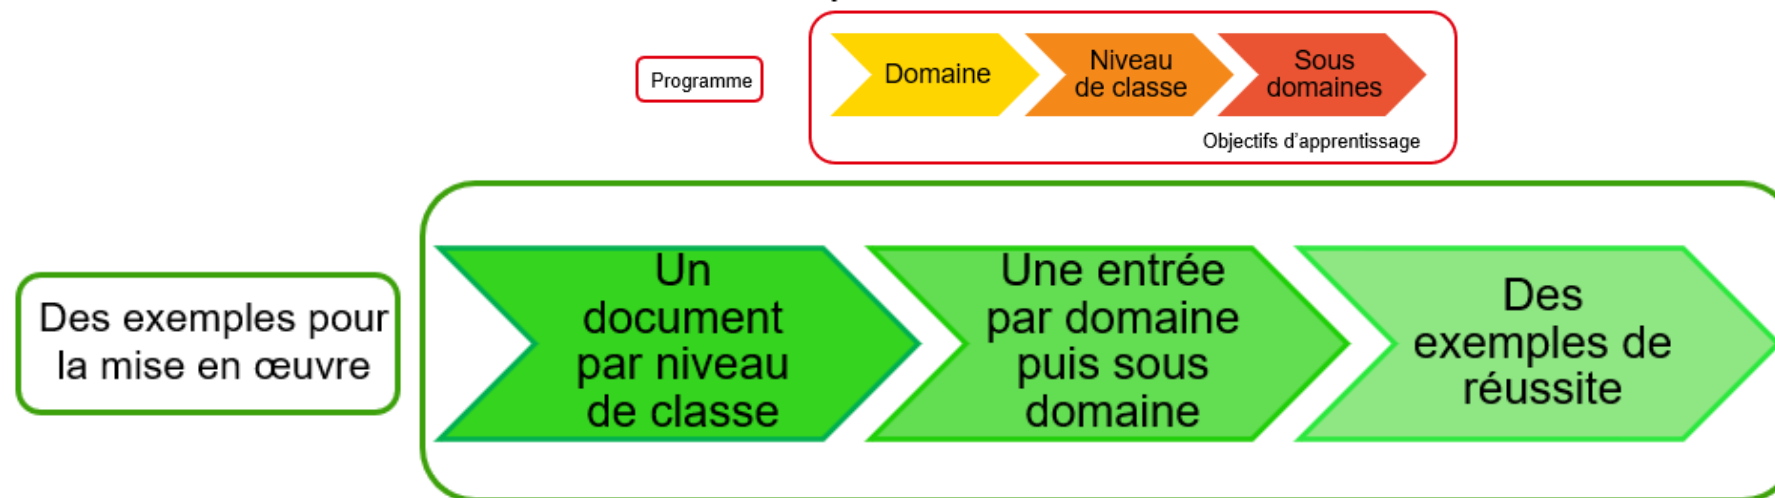 Programme
Domaine
Niveau
de classe
Sous
domaines
Objectifs d'apprentissage
Des exemples pour
la mise en œuvre
Un
document
par niveau
de classe
Une entrée
par domaine
puis sous
domaine
Des
exemples de
réussite